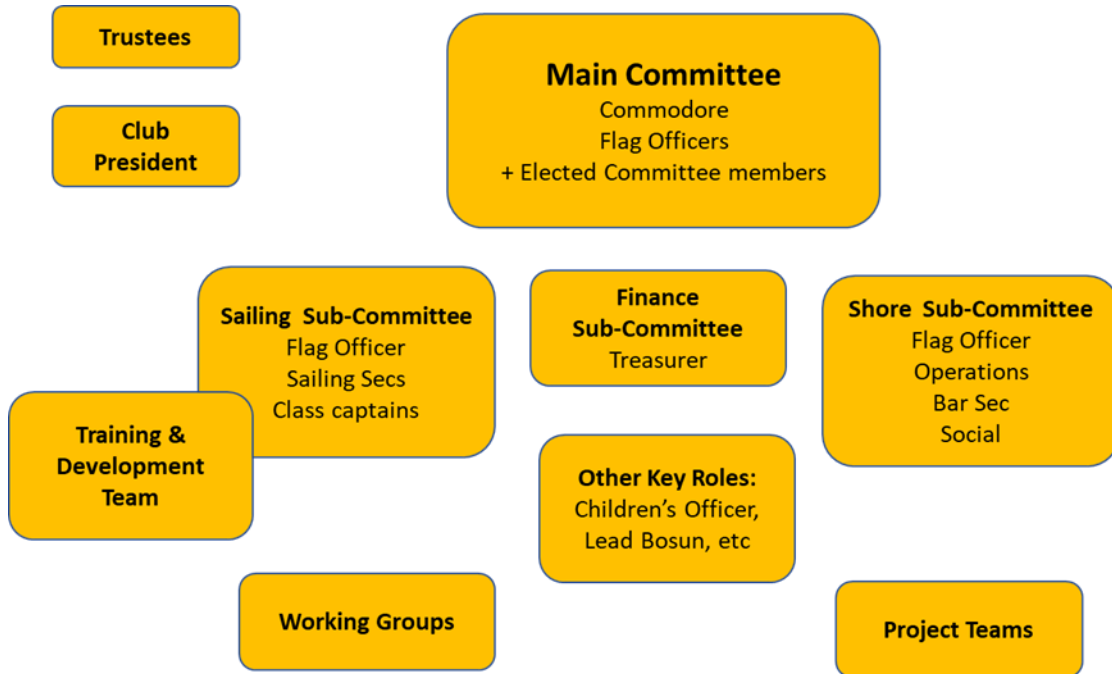 Trustees
Club
President
Main Committee
Commodore
Flag Officers
+ Elected Committee members
Sailing Sub-Committee
Flag Officer
Sailing Secs
Class captains
Training &
Development
Team
Finance
Sub-Committee
Treasurer
Shore Sub-Committee
Flag Officer
Operations
Bar Sec
Social
Other Key Roles:
Children’s Officer,
Lead Bosun, etc
Working Groups
Project Teams